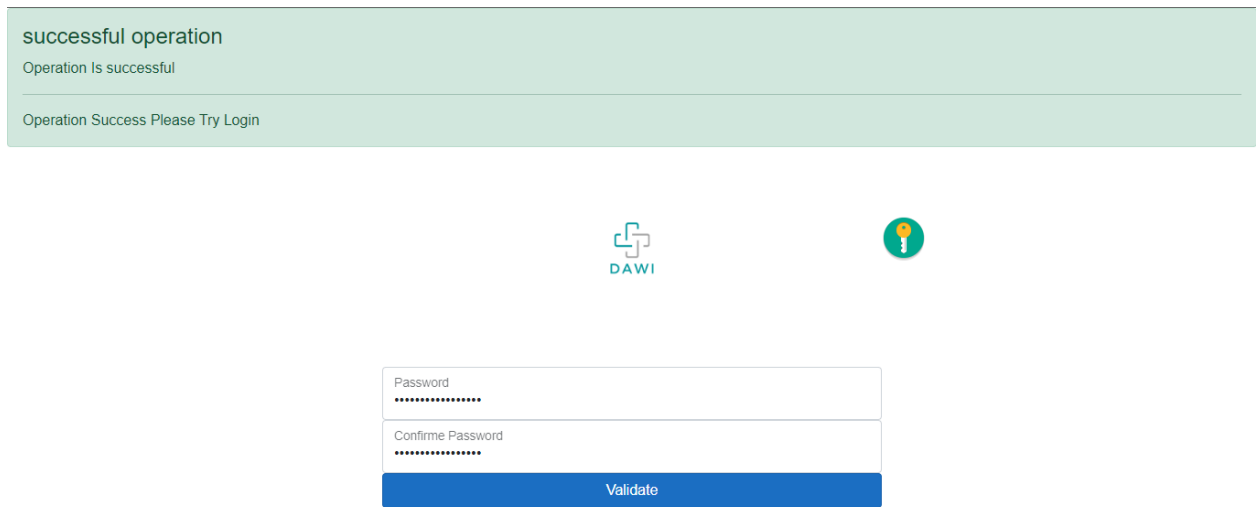 successful operation
Operation Is successful
Operation Success Please Try Login
DAWI
Password
•••••••••••••••••
Confirme Password
•••••••••••••••••
Validate